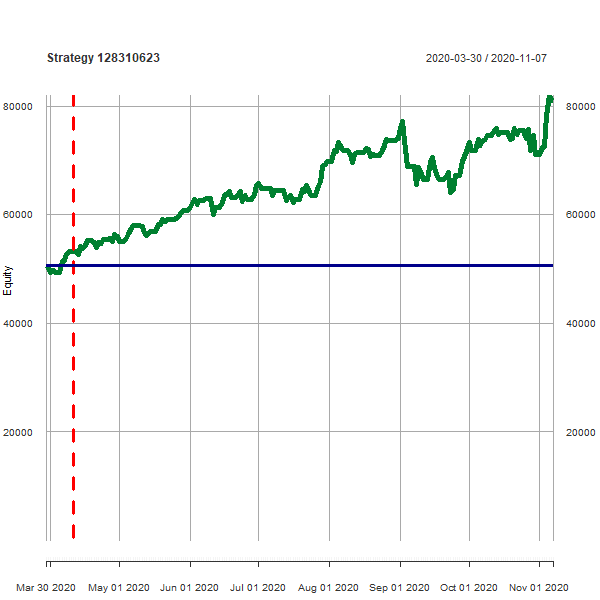 Strategy 128310623
2020-03-30 / 2020-11-07
80000
80000
60000
60000
Equity
40000
40000
20000
20000
Mar 30 2020
May 01 2020
Jun 01 2020
Jul 01 2020
Aug 01 2020
Sep 01 2020
Oct 01 2020
Nov 01 2020